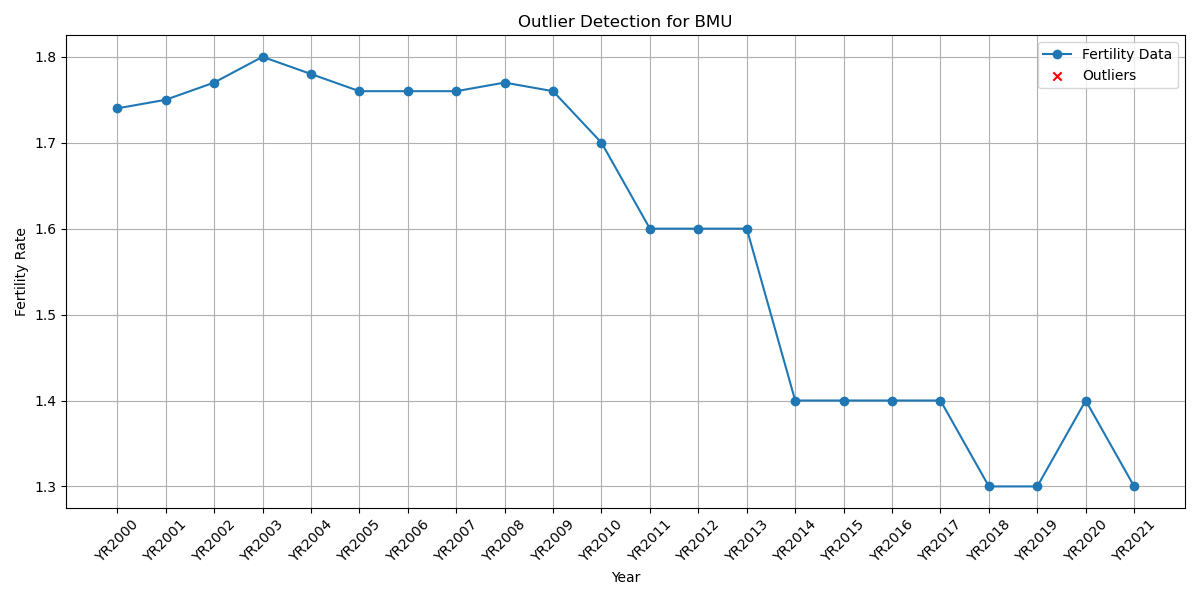 Outlier Detection for BMU
Fertility Data
Outliers
Fertility Rate
1.8
1.7
1.6
1.5
1.4
1.3
YR2000
YR2001
YR2002
YR2003
YR2004
YR2005
YR2006
YR2007
YR2008
YR2009
YR2010
YR2011
YR2012
YR2013
YR2014
YR2015
YR2016
YR2017
YR2018
YR2019
YR2020
YR2021
Year